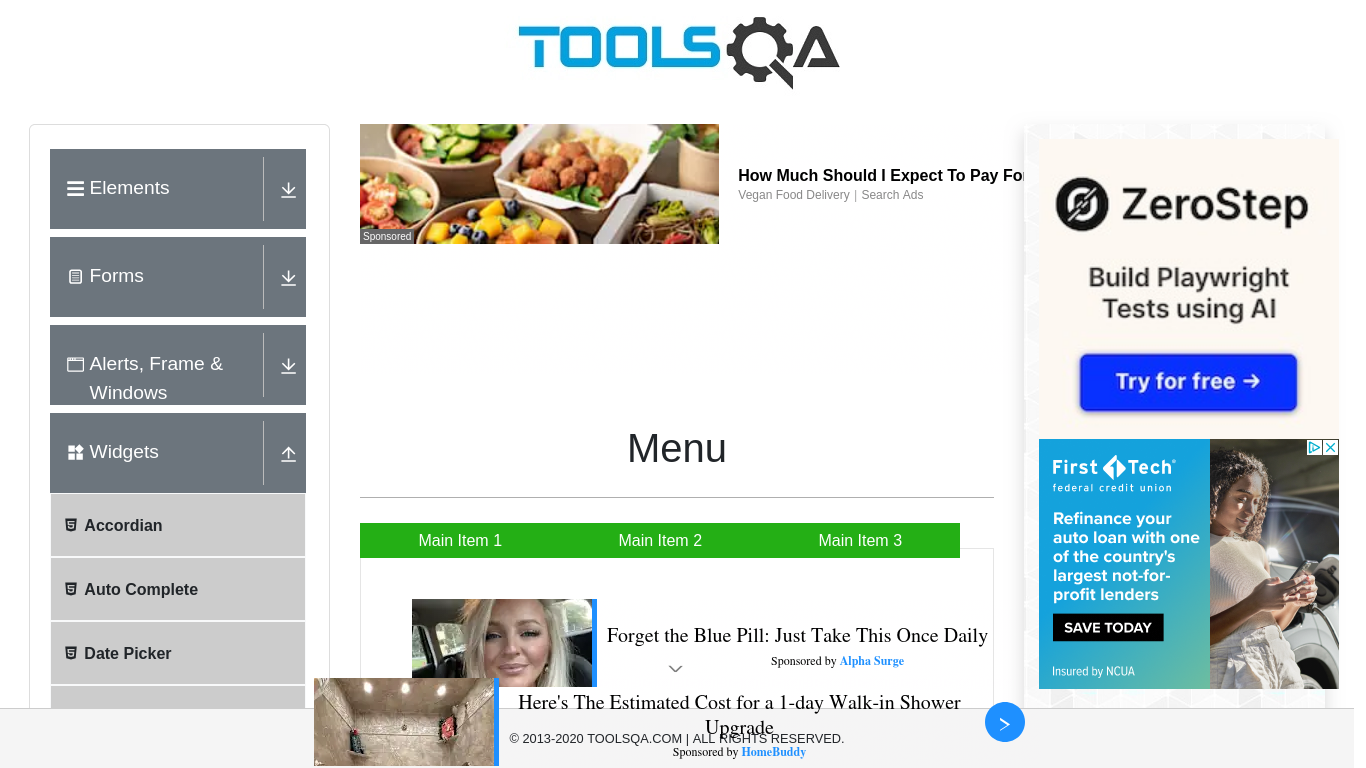 TOOLSQA
Elements
Forms
Alerts, Frame &
Windows
Widgets
Accordian
Auto Complete
Date Picker
Sponsored
How Much Should I Expect To Pay For
Vegan Food Delivery | Search Ads
Menu
Main Item 1
Main Item 2
Main Item 3
Forget the Blue Pill: Just Take This Once Daily
Sponsored by Alpha Surge
Here's The Estimated Cost for a 1-day Walk-in Shower
Upgrade
Sponsored by HomeBuddy
© 2013-2020 TOOLSQA.COM | ALL RIGHTS RESERVED.
ZeroStep
Build Playwright
Tests using AI
Try for free →
First Tech
federal credit union
Refinance your
auto loan with one
of the country's
largest not-for-
profit lenders
SAVE TODAY
Insured by NCUA